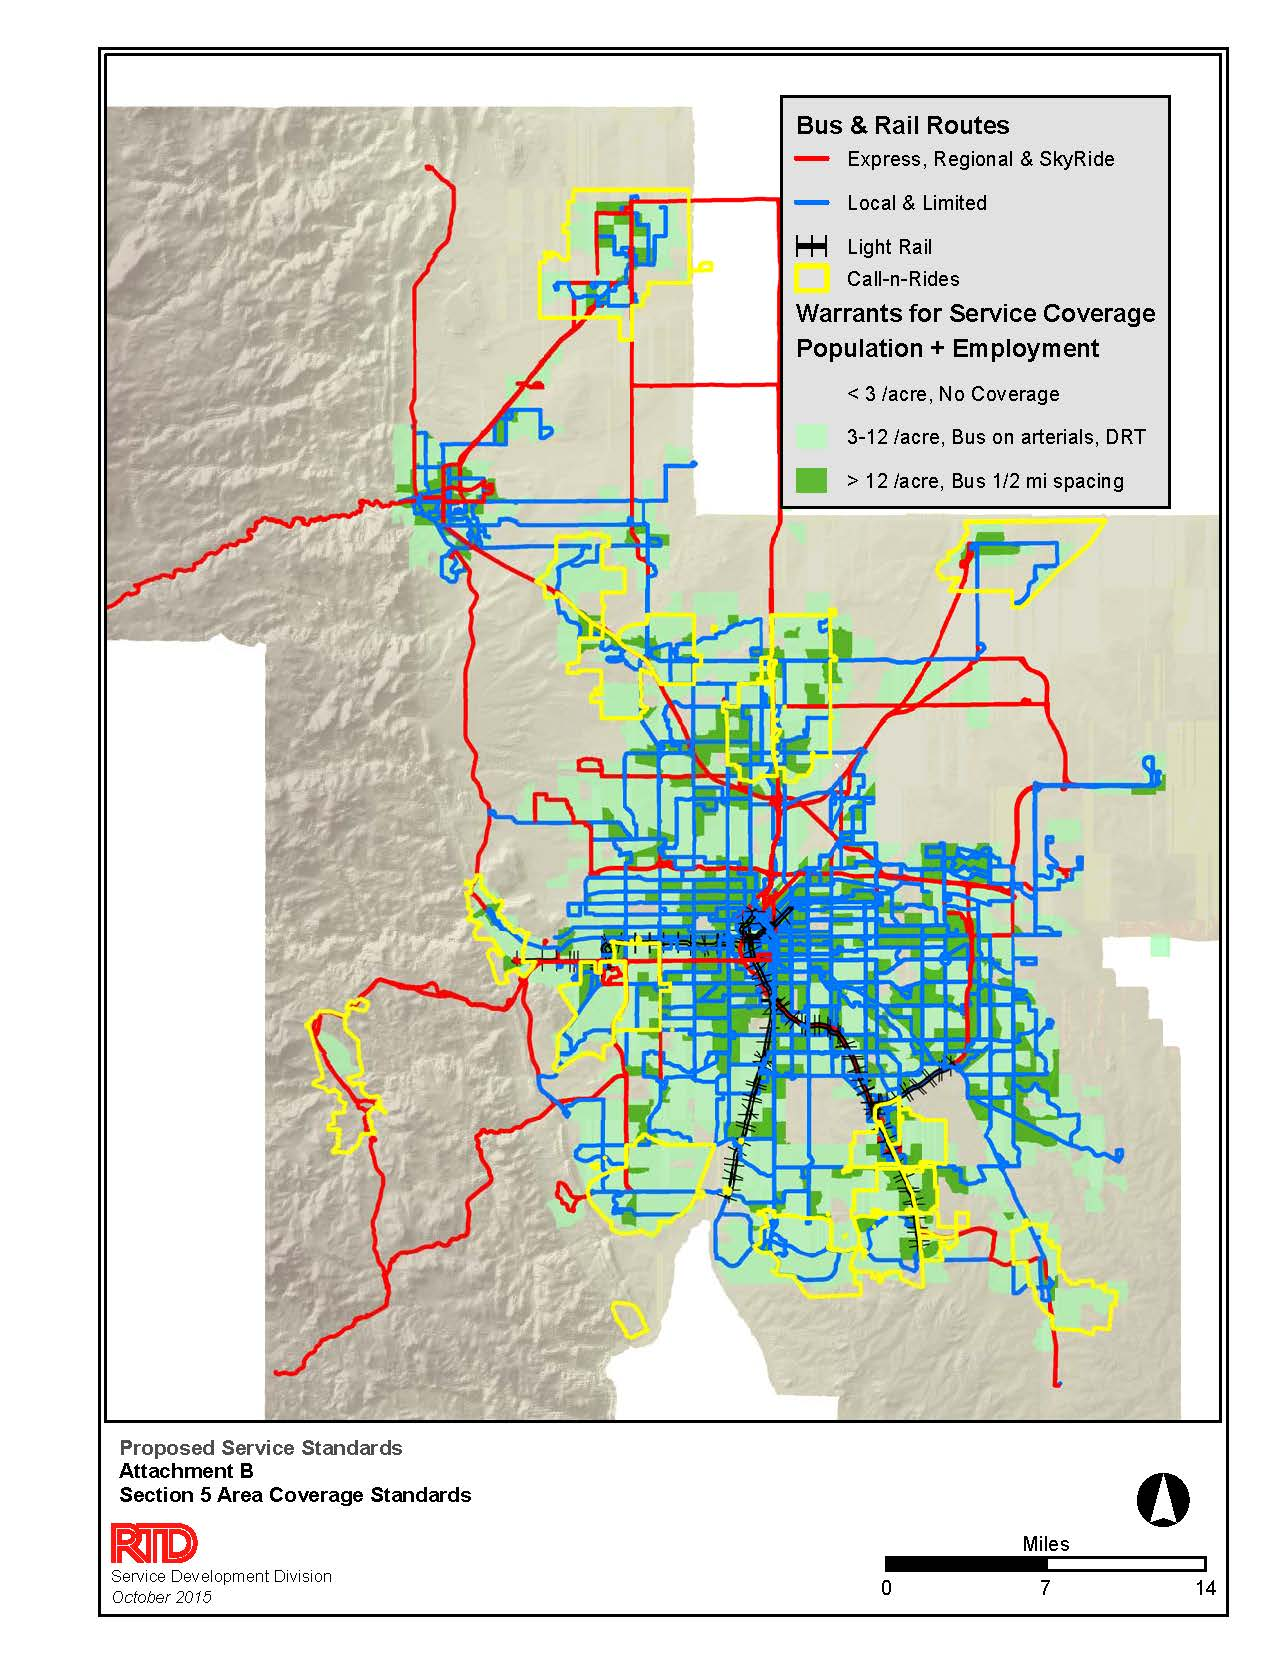 Bus & Rail Routes
Express, Regional & SkyRide
Local & Limited
Light Rail
Call-n-Rides
Warrants for Service Coverage
Population + Employment
< 3 /acre, No Coverage
3-12 /acre, Bus on arterials, DRT
> 12 /acre, Bus 1/2 mi spacing
Proposed Service Standards
Attachment B
Section 5 Area Coverage Standards
RTD
Service Development Division
October 2015
Miles
0 7 14